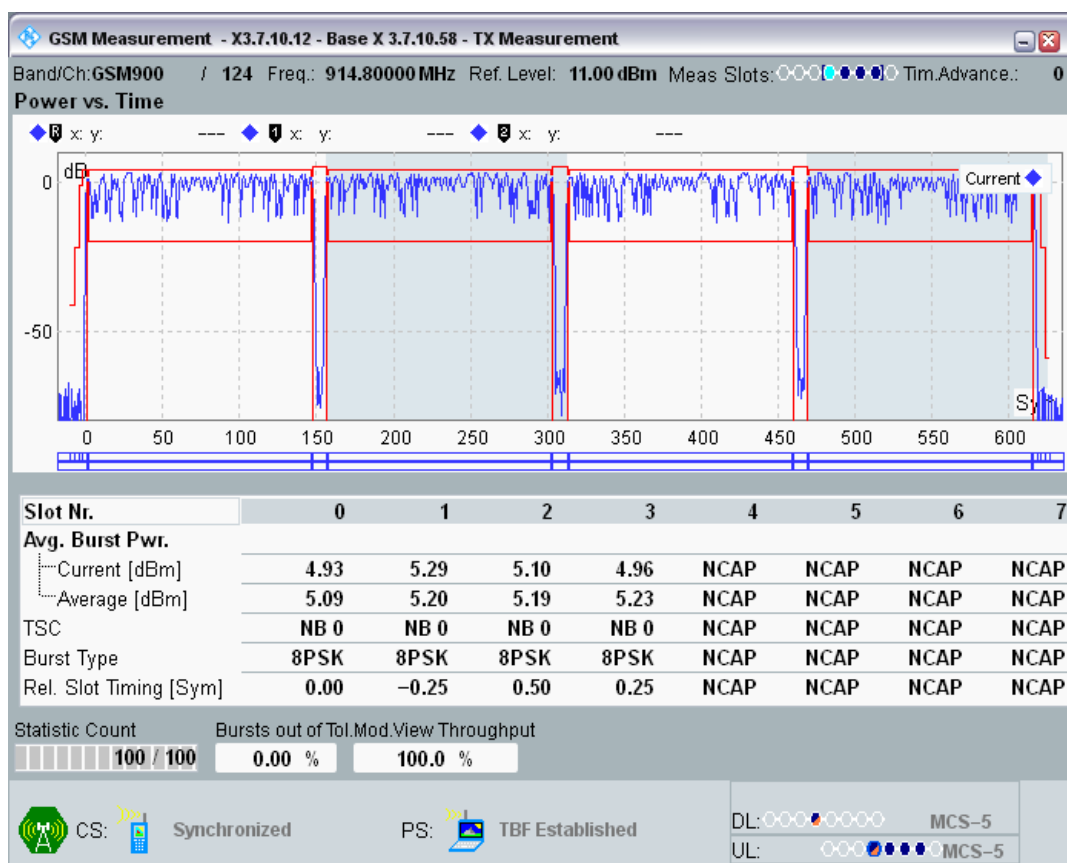 GSM Measurement - X3.7.10.12 - Base X 3.7.10.58 - TX Measurement
Band/Ch:GSM900 / 124 Freq.: 914.80000 MHz Ref. Level: 11.00 dBm Meas Slots: Tim.Advance.: 0
Power vs. Time
R x: y: --- 1 x: y: --- 2 x: y: ---
dB
Current
0
-50
0 50 100 150 200 250 300 350 400 450 500 550 600
Slot Nr. 0 1 2 3 4 5 6 7
Avg. Burst Pwr.
Current [dBm] 4.93 5.29 5.10 4.96 NCAP NCAP NCAP NCAP
Average [dBm] 5.09 5.20 5.19 5.23 NCAP NCAP NCAP NCAP
TSC NB 0 NB 0 NB 0 NB 0 NCAP NCAP NCAP NCAP
Burst Type 8PSK 8PSK 8PSK 8PSK NCAP NCAP NCAP NCAP
Rel. Slot Timing [Sym] 0.00 −0.25 0.50 0.25 NCAP NCAP NCAP NCAP
Statistic Count Bursts out of Tol. Mod.View Throughput
100 / 100 0.00 % 100.0 %
CS: Synchronized PS: TBF Established
DL: MCS−5
UL: MCS−5